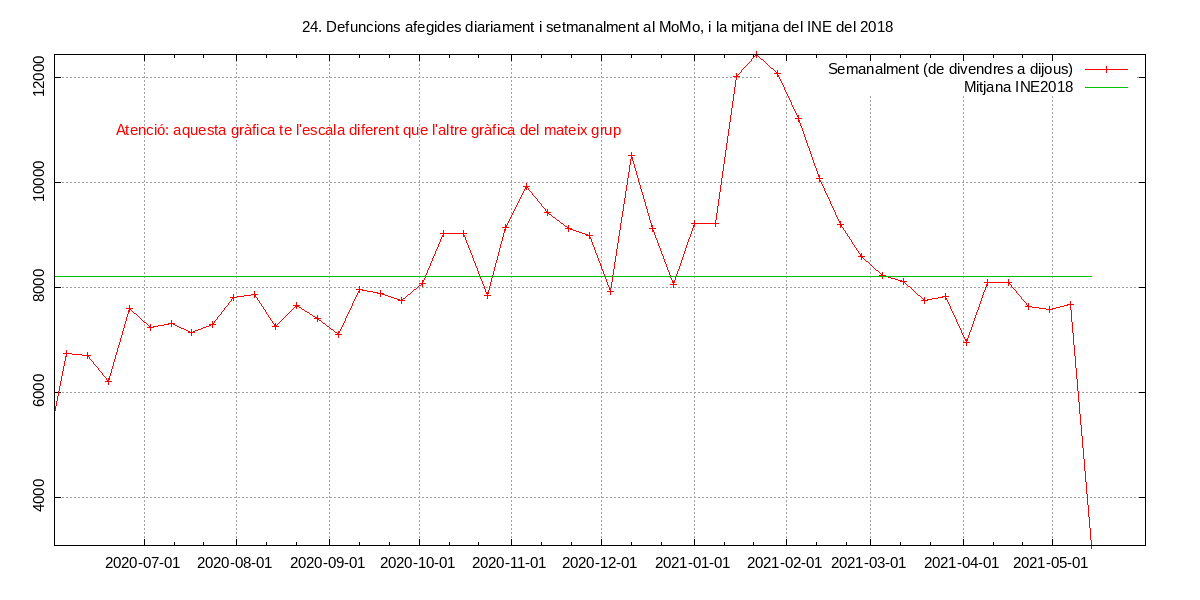 24. Defuncions afegides diariament i setmanalment al MoMo, i la mitjana del INE del 2018
Semanalment (de divendres a dijous)
Mitjana INE2018
Atenció: aquesta gràfica te l'escala diferent que l'altre gràfica del mateix grup
12000
10000
8000
6000
4000
2020-07-01 2020-08-01 2020-09-01 2020-10-01 2020-11-01 2020-12-01 2021-01-01 2021-02-01 2021-03-01 2021-04-01 2021-05-01